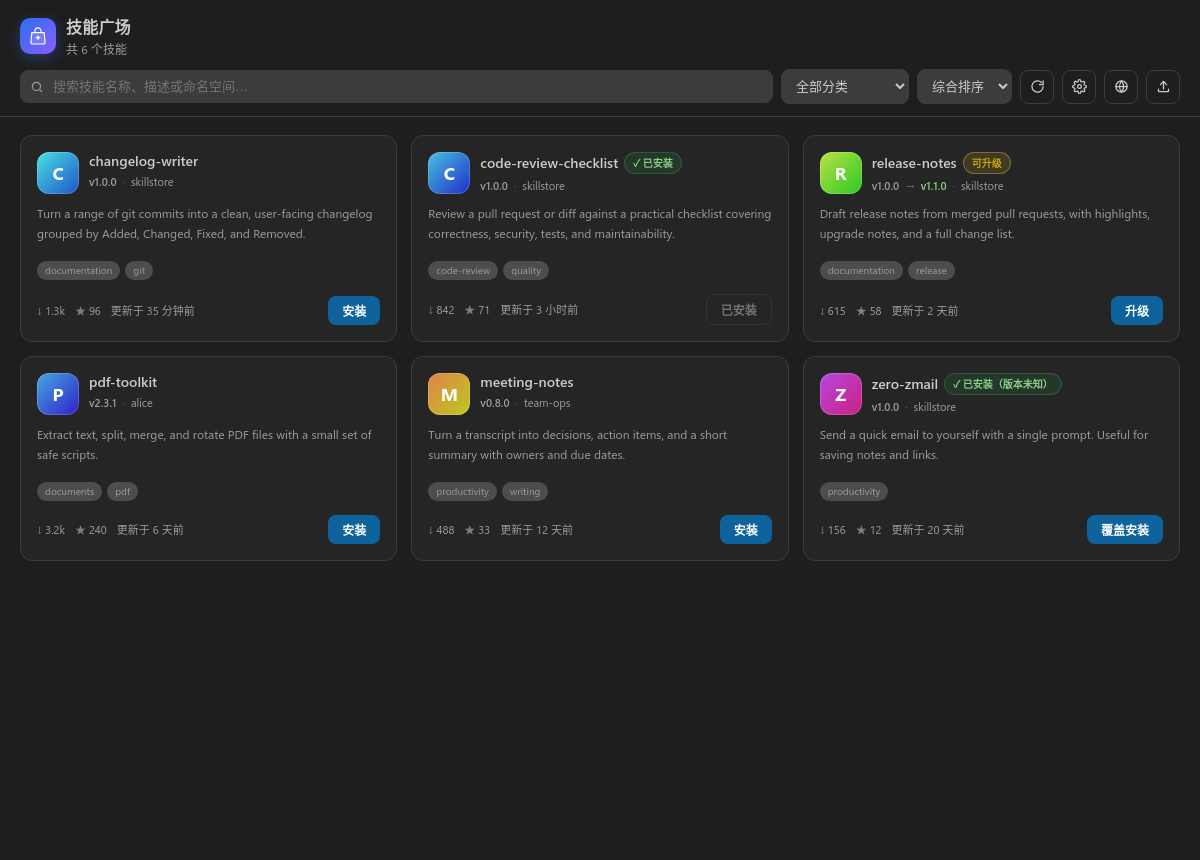 技能广场
共 6 个技能
搜索技能名称、描述或命名空间…
全部分类
综合排序
C
changelog-writer
v1.0.0 · skillstore
Turn a range of git commits into a clean, user-facing changelog
grouped by Added, Changed, Fixed, and Removed.
documentation
git
↓ 1.3k ★ 96 更新于 35 分钟前
安装
C
code-review-checklist ✓ 已安装
v1.0.0 · skillstore
Review a pull request or diff against a practical checklist covering
correctness, security, tests, and maintainability.
code-review
quality
↓ 842 ★ 71 更新于 3 小时前
已安装
R
release-notes 可升级
v1.0.0 → v1.1.0 · skillstore
Draft release notes from merged pull requests, with highlights,
upgrade notes, and a full change list.
documentation
release
↓ 615 ★ 58 更新于 2 天前
升级
P
pdf-toolkit
v2.3.1 · alice
Extract text, split, merge, and rotate PDF files with a small set of
safe scripts.
documents
pdf
↓ 3.2k ★ 240 更新于 6 天前
安装
M
meeting-notes
v0.8.0 · team-ops
Turn a transcript into decisions, action items, and a short
summary with owners and due dates.
productivity
writing
↓ 488 ★ 33 更新于 12 天前
安装
Z
zero-zmail ✓ 已安装（版本未知）
v1.0.0 · skillstore
Send a quick email to yourself with a single prompt. Useful for
saving notes and links.
productivity
↓ 156 ★ 12 更新于 20 天前
覆盖安装